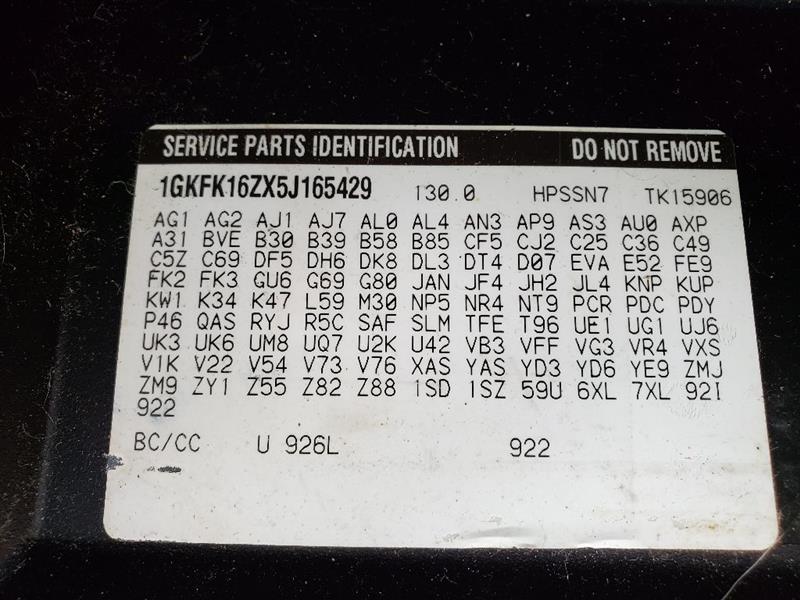 SERVICE PARTS IDENTIFICATION DO NOT REMOVE
1GKFK16ZX5J165429 130.0 HPSSN7 TK15906
AG1 AG2 AJ1 AJ7 AL0 AL4 AN3 AP9 AS3 AU0 AXP
A31 BVE B30 B39 B58 B85 CF5 CJ2 C25 C36 C49
C5Z C69 DF5 DH6 DK8 DL3 DT4 D07 EVA E52 FE9
FK2 FK3 GU6 G69 G80 JAN JF4 JH2 JL4 KNP KUP
KW1 K34 K47 L59 M30 NP5 NR4 NT9 PCR PDC PDY
P46 QAS RYJ R5C SAF SLM TFE T96 UE1 UG1 UJ6
UK3 UK6 UM8 UQ7 U2K U42 VB3 VFF VG3 VR4 VXS
V1K V22 V54 V73 V76 XAS YAS YD3 YD6 YE9 ZMJ
ZM9 ZY1 Z55 Z82 Z88 1SD 1SZ 59U 6XL 7XL 92I
922
BC/CC U 926L 922